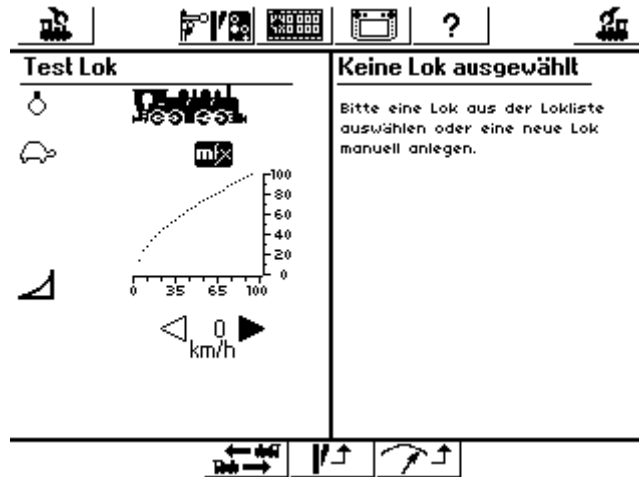 ?
Test Lok
mfx
100
80
60
40
20
0
0 35 65 100
0
km/h
Keine Lok ausgewählt
Bitte eine Lok aus der Lokliste
auswählen oder eine neue Lok
manuell anlegen.